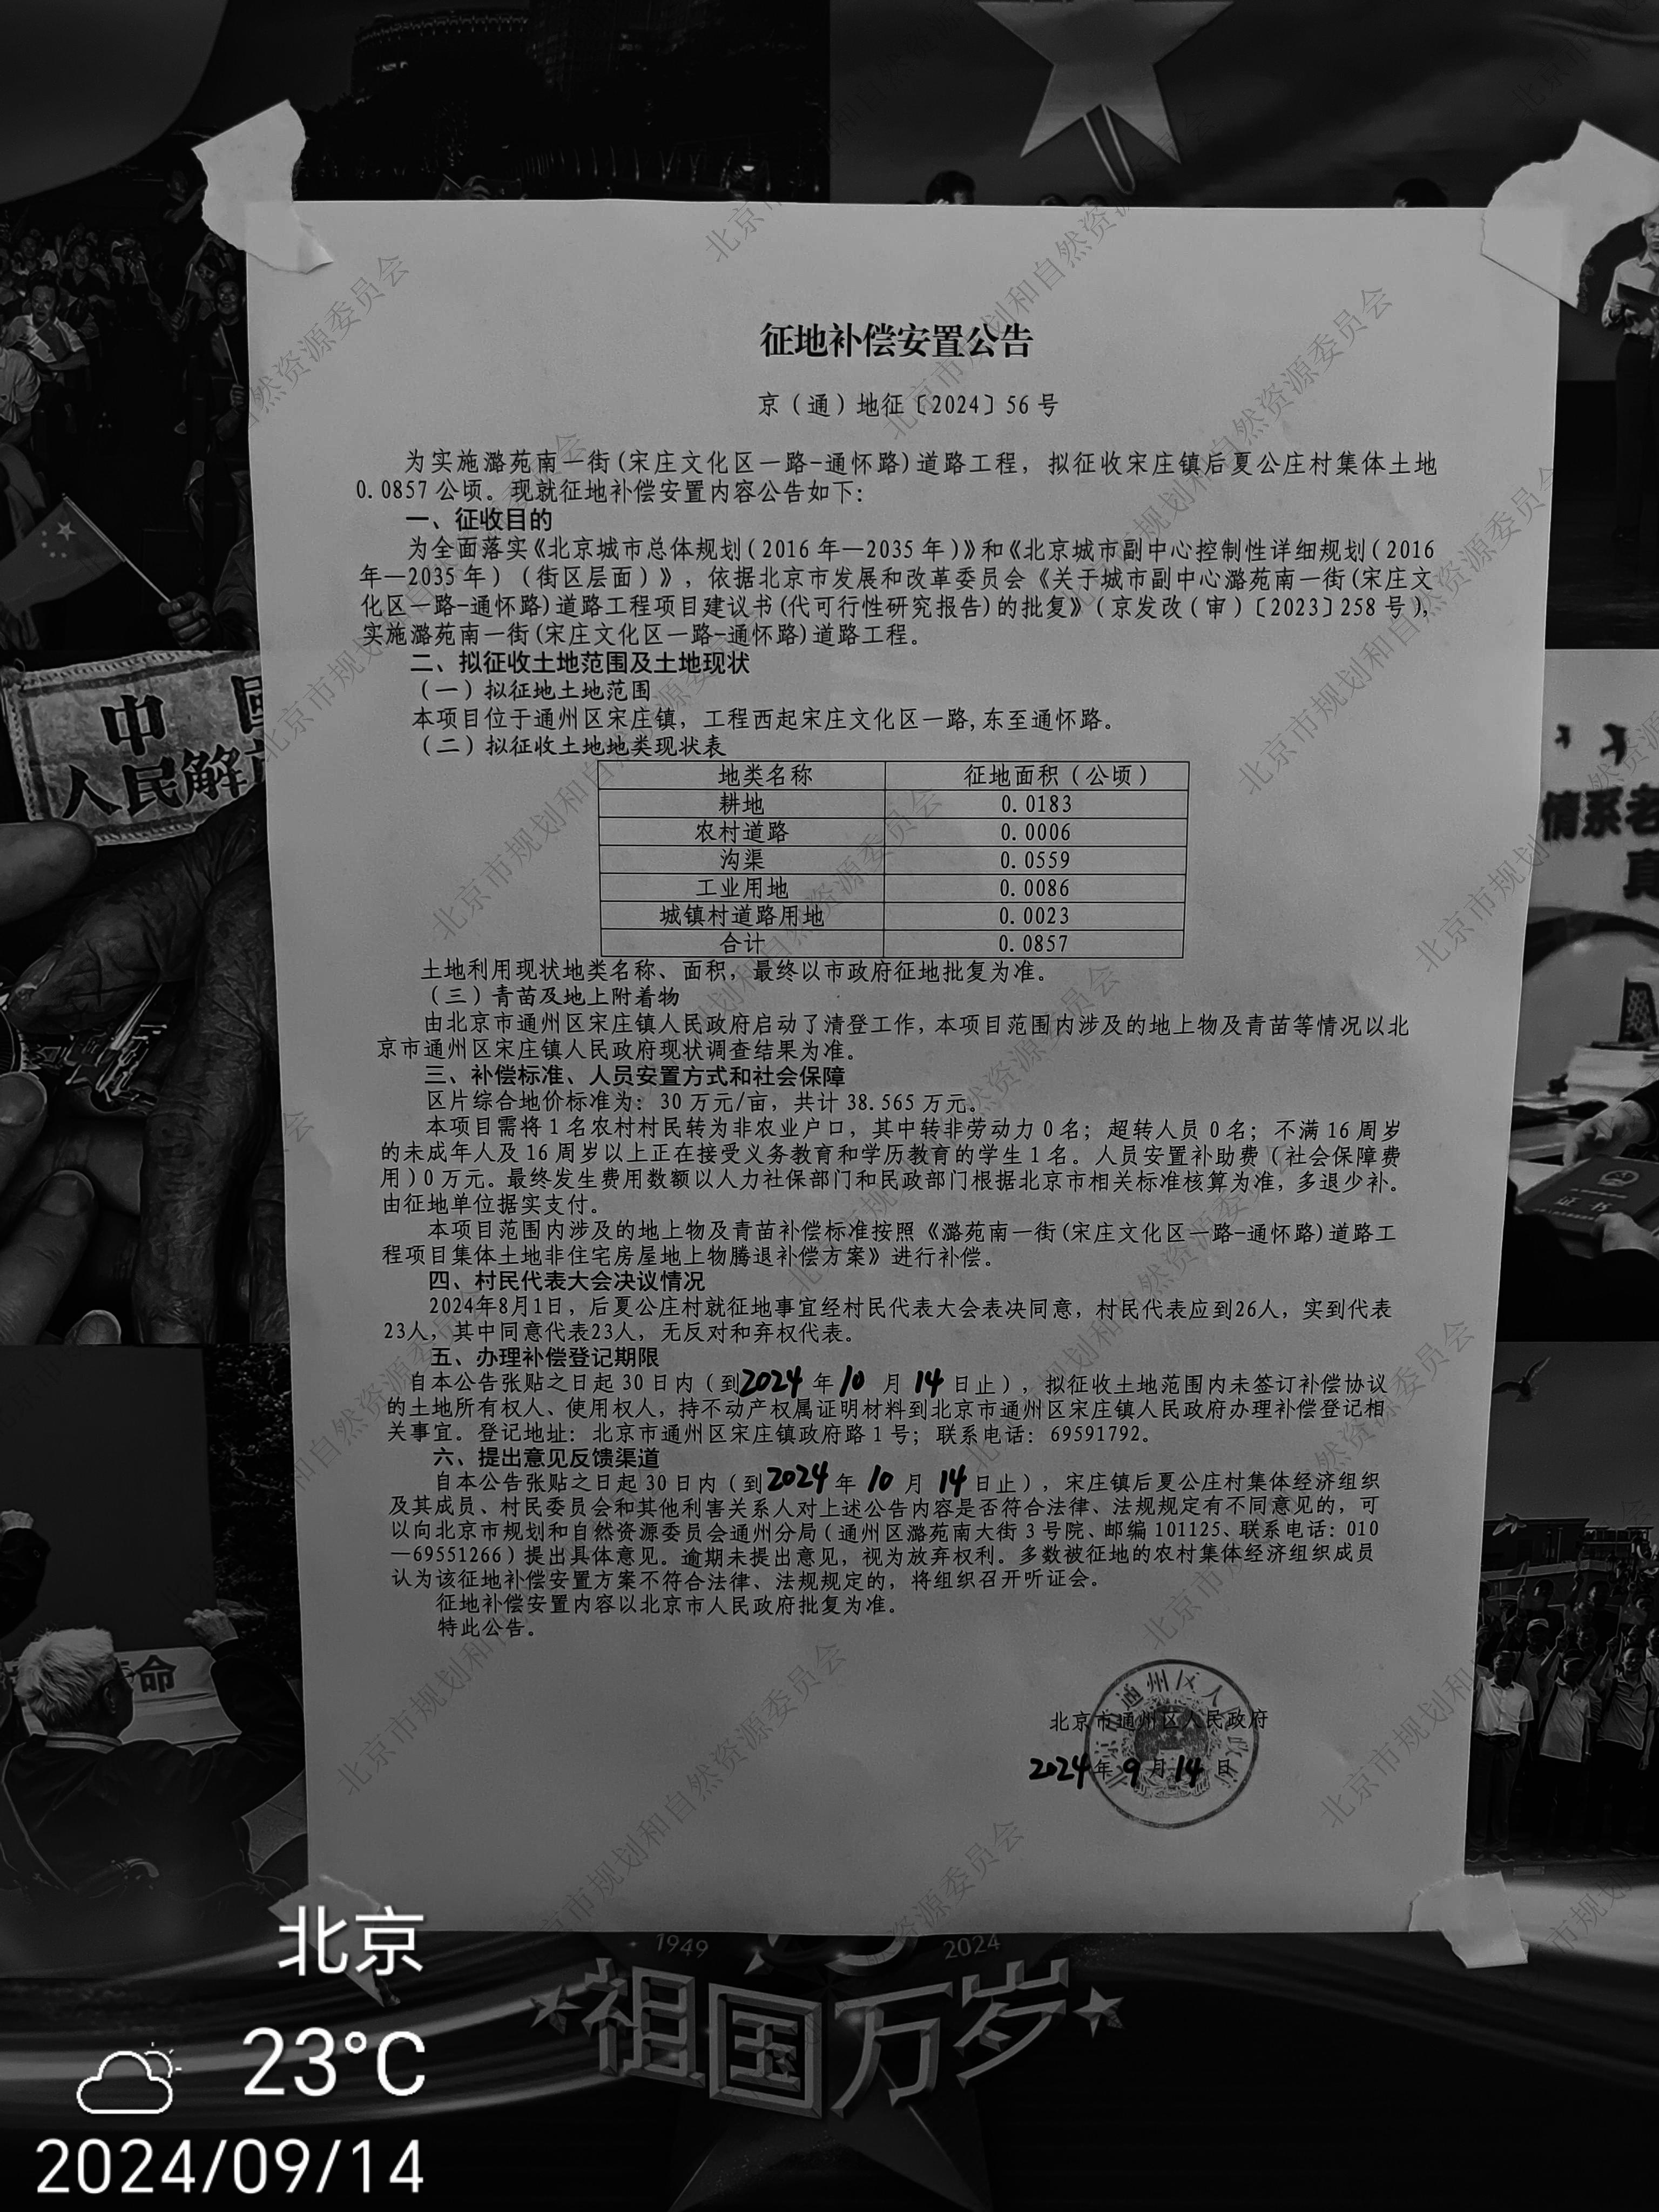 征地补偿安置公告
京（通）地征〔2024〕56号
为实施潞苑南一街(宋庄文化区一路-通怀路)道路工程，拟征收宋庄镇后夏公庄村集体土地
0.0857公顷。现就征地补偿安置内容公告如下：
一、征收目的
为全面落实《北京城市总体规划（2016年—2035年）》和《北京城市副中心控制性详细规划（2016
年—2035年）（街区层面）》，依据北京市发展和改革委员会《关于城市副中心潞苑南一街(宋庄文
化区一路-通怀路)道路工程项目建议书(代可行性研究报告)的批复》（京发改（审）〔2023〕258号），
实施潞苑南一街(宋庄文化区一路-通怀路)道路工程。
二、拟征收土地范围及土地现状
（一）拟征地土地范围
本项目位于通州区宋庄镇，工程西起宋庄文化区一路,东至通怀路。
（二）拟征收土地地类现状表
地类名称 征地面积（公顷）
耕地 0.0183
农村道路 0.0006
沟渠 0.0559
工业用地 0.0086
城镇村道路用地 0.0023
合计 0.0857
土地利用现状地类名称、面积，最终以市政府征地批复为准。
（三）青苗及地上附着物
由北京市通州区宋庄镇人民政府启动了清登工作，本项目范围内涉及的地上物及青苗等情况以北
京市通州区宋庄镇人民政府现状调查结果为准。
三、补偿标准、人员安置方式和社会保障
区片综合地价标准为：30万元/亩，共计38.565万元。
本项目需将1名农村村民转为非农业户口，其中转非劳动力0名；超转人员0名；不满16周岁
的未成年人及16周岁以上正在接受义务教育和学历教育的学生1名。人员安置补助费（社会保障费
用）0万元。最终发生费用数额以人力社保部门和民政部门根据北京市相关标准核算为准，多退少补。
由征地单位据实支付。
本项目范围内涉及的地上物及青苗补偿标准按照《潞苑南一街(宋庄文化区一路-通怀路)道路工
程项目集体土地非住宅房屋地上物腾退补偿方案》进行补偿。
四、村民代表大会决议情况
2024年8月1日，后夏公庄村就征地事宜经村民代表大会表决同意，村民代表应到26人，实到代表
23人，其中同意代表23人，无反对和弃权代表。
五、办理补偿登记期限
自本公告张贴之日起30日内（到2024年10月14日止），拟征收土地范围内未签订补偿协议
的土地所有权人、使用权人，持不动产权属证明材料到北京市通州区宋庄镇人民政府办理补偿登记相
关事宜。登记地址：北京市通州区宋庄镇政府路1号；联系电话：69591792。
六、提出意见反馈渠道
自本公告张贴之日起30日内（到2024年10月14日止），宋庄镇后夏公庄村集体经济组织
及其成员、村民委员会和其他利害关系人对上述公告内容是否符合法律、法规规定有不同意见的，可
以向北京市规划和自然资源委员会通州分局（通州区潞苑南大街3号院、邮编101125、联系电话：010
—69551266）提出具体意见。逾期未提出意见，视为放弃权利。多数被征地的农村集体经济组织成员
认为该征地补偿安置方案不符合法律、法规规定的，将组织召开听证会。
征地补偿安置内容以北京市人民政府批复为准。
特此公告。
北京市通州区人民政府
2024年9月14日
中國
人民解
情系老
证书
命
1949
2024
祖国万岁
北京
23°C
2024/09/14
北京市规划和自然资源委员会